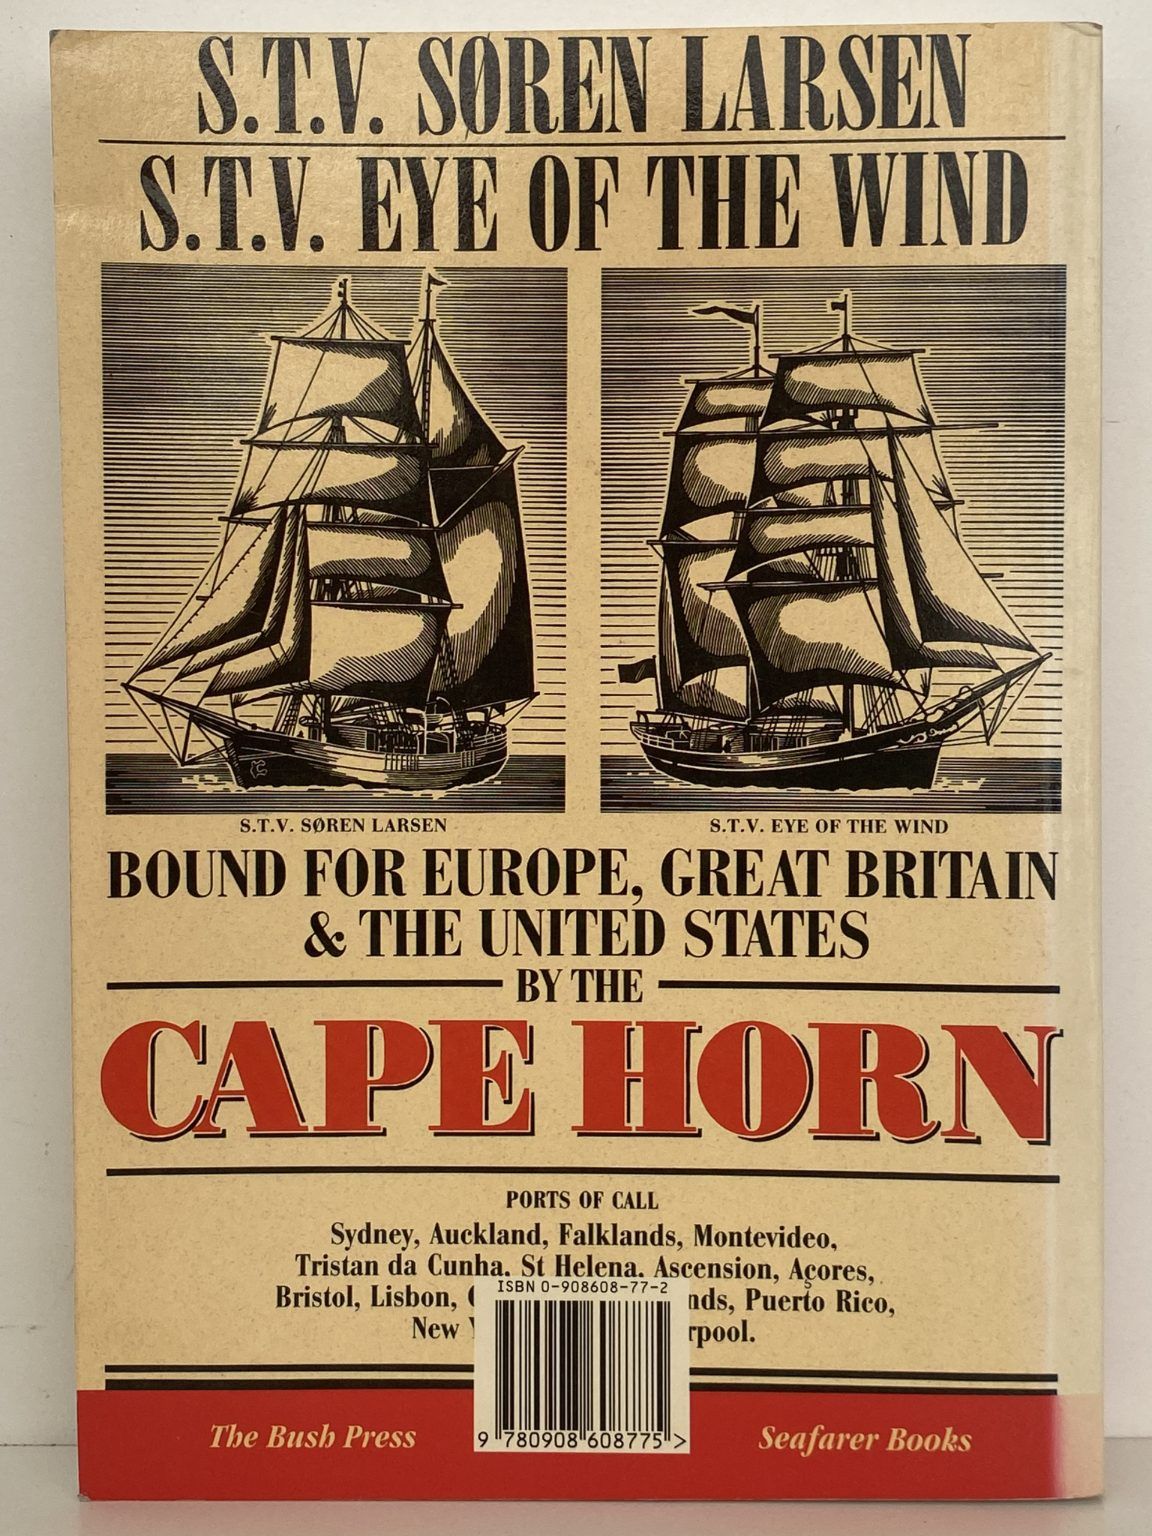 S.T.V. SØREN LARSEN
S.T.V. EYE OF THE WIND
S.T.V. SØREN LARSEN
S.T.V. EYE OF THE WIND
BOUND FOR EUROPE, GREAT BRITAIN
& THE UNITED STATES
BY THE
CAPE HORN
PORTS OF CALL
Sydney, Auckland, Falklands, Montevideo,
Tristan da Cunha, St Helena, Ascension, Açores,
Bristol, Lisbon, Puerto Rico,
New
ISBN 0-908608-77-2
9 780908 608775 >
The Bush Press
Seafarer Books